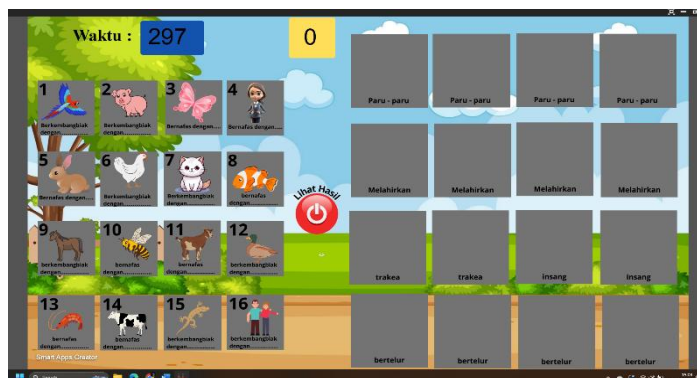 Waktu : 297
0
1
2
3
4
Berkembangbiak
dengan............
Berkembangbiak
dengan............
Bernafas dengan....
Bernafas dengan....
Paru - paru
Paru - paru
Paru - paru
Paru - paru
5
6
7
8
Bernafas dengan....
Berkembangbiak
dengan............
Berkembangbiak
dengan............
bernafas
dengan............
Lihat Hasil
Melahirkan
Melahirkan
Melahirkan
Melahirkan
9
10
11
12
berkembangbiak
dengan............
bernafas
dengan............
bernafas
dengan............
berkembangbiak
dengan............
trakea
trakea
insang
insang
13
14
15
16
bernafas
dengan............
bernafas
dengan............
berkembangbiak
dengan............
berkembangbiak
dengan............
bertelur
bertelur
bertelur
bertelur
Smart Apps Creator